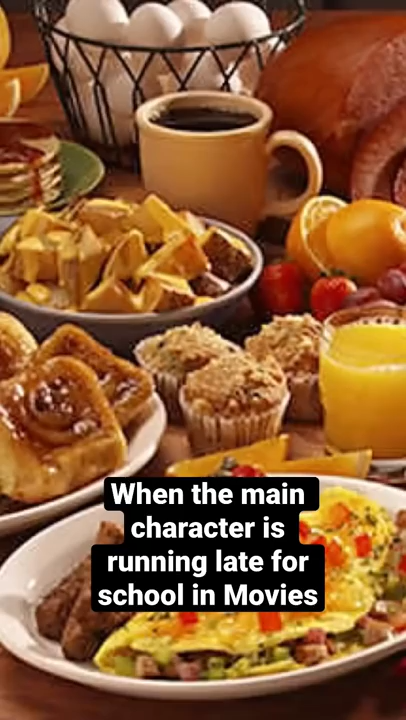 When the main
character is
running late for
school in Movies